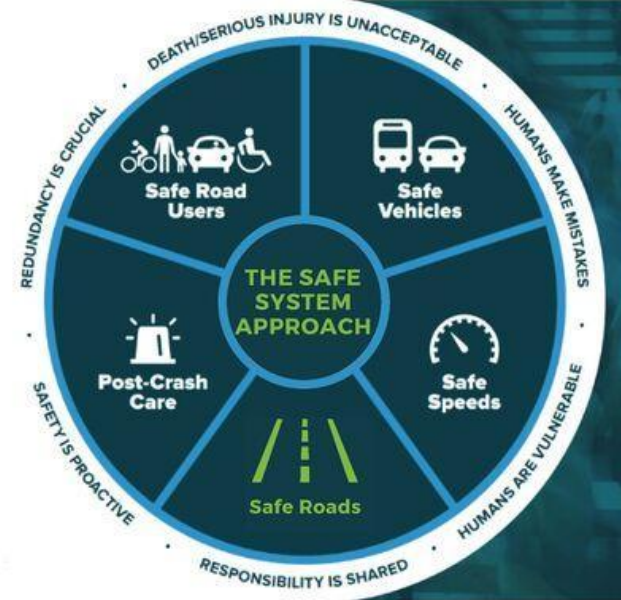 DEATH/SERIOUS INJURY IS UNACCEPTABLE
HUMANS MAKE MISTAKES
HUMANS ARE VULNERABLE
RESPONSIBILITY IS SHARED
SAFETY IS PROACTIVE
REDUNDANCY IS CRUCIAL
Safe Road
Users
Safe
Vehicles
THE SAFE
SYSTEM
APPROACH
Post-Crash
Care
Safe
Speeds
Safe Roads